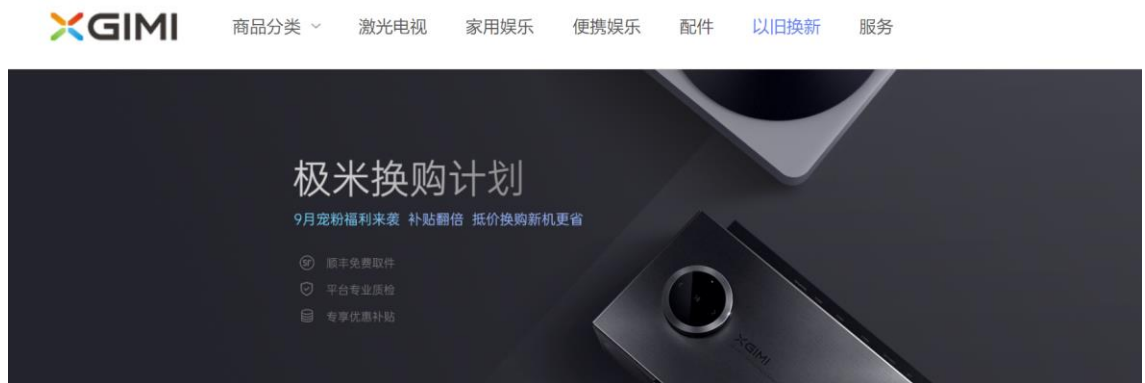 XGIMI 商品分类 激光电视 家用娱乐 便携娱乐 配件 以旧换新 服务
极米换购计划
9月宠粉福利来袭 补贴翻倍 抵价换购新机更省
顺丰免费取件
平台专业质检
专享优惠补贴
XGIMI